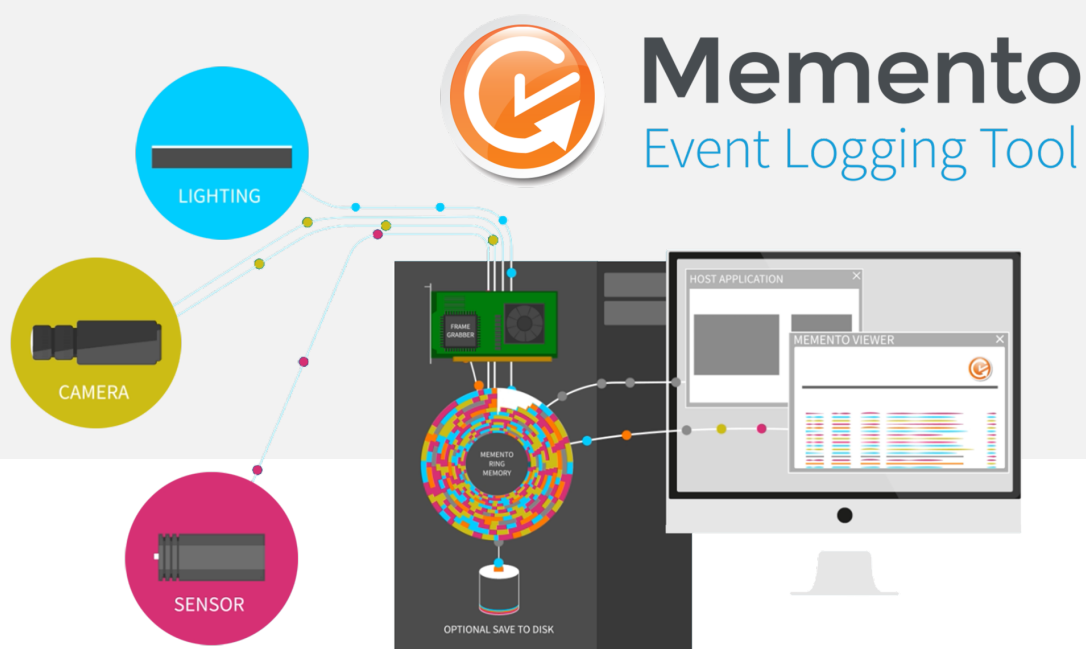 Memento
Event Logging Tool
LIGHTING
CAMERA
SENSOR
FRAME
GRABBER
MEMENTO
RING
MEMORY
OPTIONAL SAVE TO DISK
HOST APPLICATION
MEMENTO VIEWER